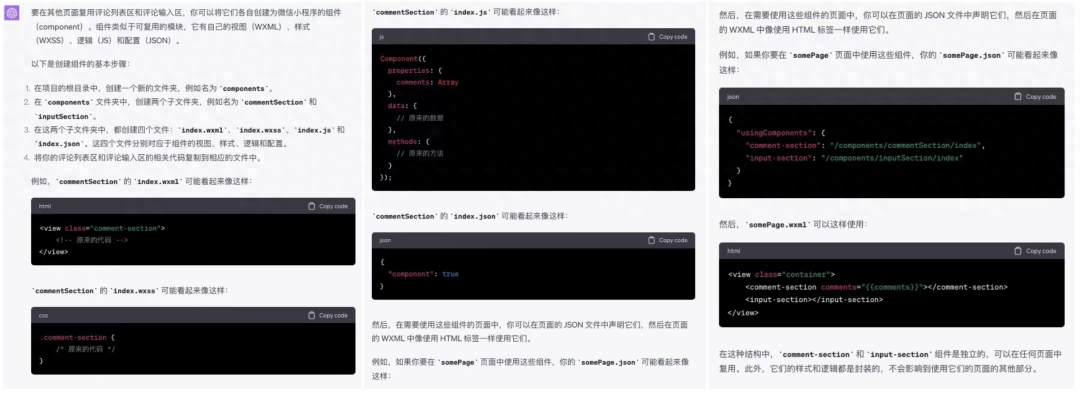 要在其他页面复用评论列表区和评论输入区，你可以将它们各自创建为微信小程序的组件
（component）。组件类似于可复用的模块，它有自己的视图（WXML）、样式
（WXSS）、逻辑（JS）和配置（JSON）。
以下是创建组件的基本步骤：
1. 在项目的根目录中，创建一个新的文件夹，例如名为 `components`。
2. 在 `components` 文件夹中，创建两个子文件夹，例如名为 `commentSection` 和
`inputSection`。
3. 在这两个子文件夹中，都创建四个文件：`index.wxml`、`index.wxss`、`index.js` 和
`index.json`。这四个文件分别对应于组件的视图、样式、逻辑和配置。
4. 将你的评论列表区和评论输入区的相关代码复制到相应的文件中。
例如，`commentSection` 的 `index.wxml` 可能看起来像这样：
html Copy code
<view class="comment-section">
<!-- 原来的代码 -->
</view>
`commentSection` 的 `index.wxss` 可能看起来像这样：
css Copy code
.comment-section {
/* 原来的代码 */
}
`commentSection` 的 `index.js` 可能看起来像这样：
js Copy code
Component({
properties: {
comments: Array
},
data: {
// 原来的数据
},
methods: {
// 原来的方法
}
});
`commentSection` 的 `index.json` 可能看起来像这样：
json Copy code
{
"component": true
}
然后，在需要使用这些组件的页面中，你可以在页面的 JSON 文件中声明它们，然后在页面
的 WXML 中像使用 HTML 标签一样使用它们。
例如，如果你要在 `somePage` 页面中使用这些组件，你的 `somePage.json` 可能看起来像
这样：
然后，在需要使用这些组件的页面中，你可以在页面的 JSON 文件中声明它们，然后在页面
的 WXML 中像使用 HTML 标签一样使用它们。
例如，如果你要在 `somePage` 页面中使用这些组件，你的 `somePage.json` 可能看起来像
这样：
json Copy code
{
"usingComponents": {
"comment-section": "/components/commentSection/index",
"input-section": "/components/inputSection/index"
}
}
然后，`somePage.wxml` 可以这样使用：
html Copy code
<view class="container">
<comment-section comments="{{comments}}"></comment-section>
<input-section></input-section>
</view>
在这种结构中，`comment-section` 和 `input-section` 组件是独立的，可以在任何页面中
复用。此外，它们的样式和逻辑都是封装的，不会影响到使用它们的页面的其他部分。